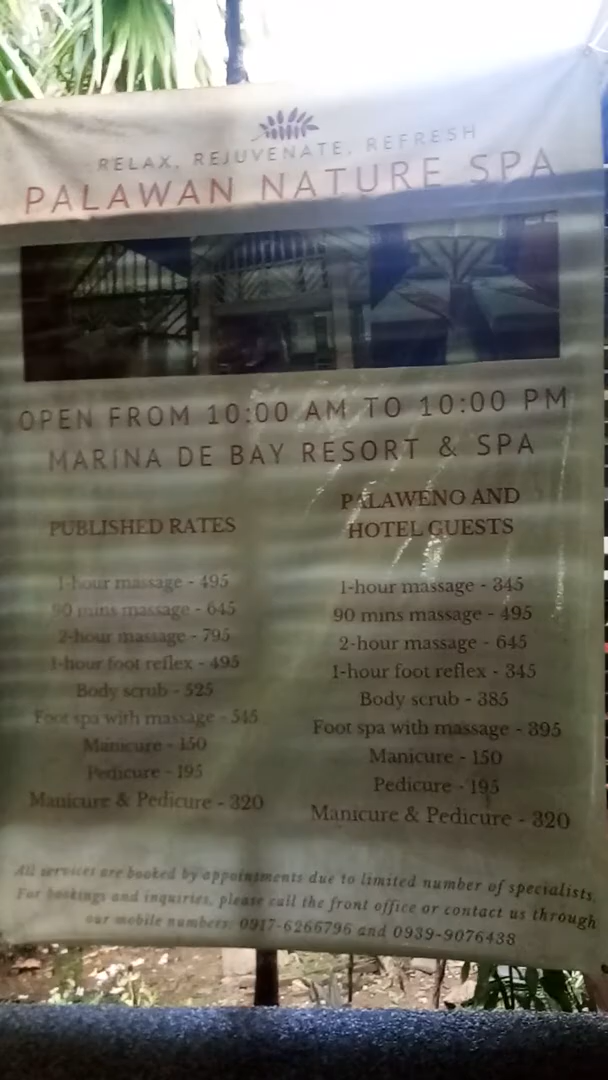 RELAX, REJUVENATE, REFRESH
PALAWAN NATURE SPA
OPEN FROM 10:00 AM TO 10:00 PM
MARINA DE BAY RESORT & SPA
PUBLISHED RATES
1-hour massage - 495
90 mins massage - 645
2-hour massage - 795
1-hour foot reflex - 495
Body scrub - 525
Foot spa with massage - 545
Manicure - 150
Pedicure - 195
Manicure & Pedicure - 320
PALAWENO AND
HOTEL GUESTS
1-hour massage - 345
90 mins massage - 495
2-hour massage - 645
1-hour foot reflex - 345
Body scrub - 385
Foot spa with massage - 395
Manicure - 150
Pedicure - 195
Manicure & Pedicure - 320
All services are booked by appointments due to limited number of specialists.
For bookings and inquiries, please call the front office or contact us through
our mobile numbers: 0917-6266796 and 0939-9076438